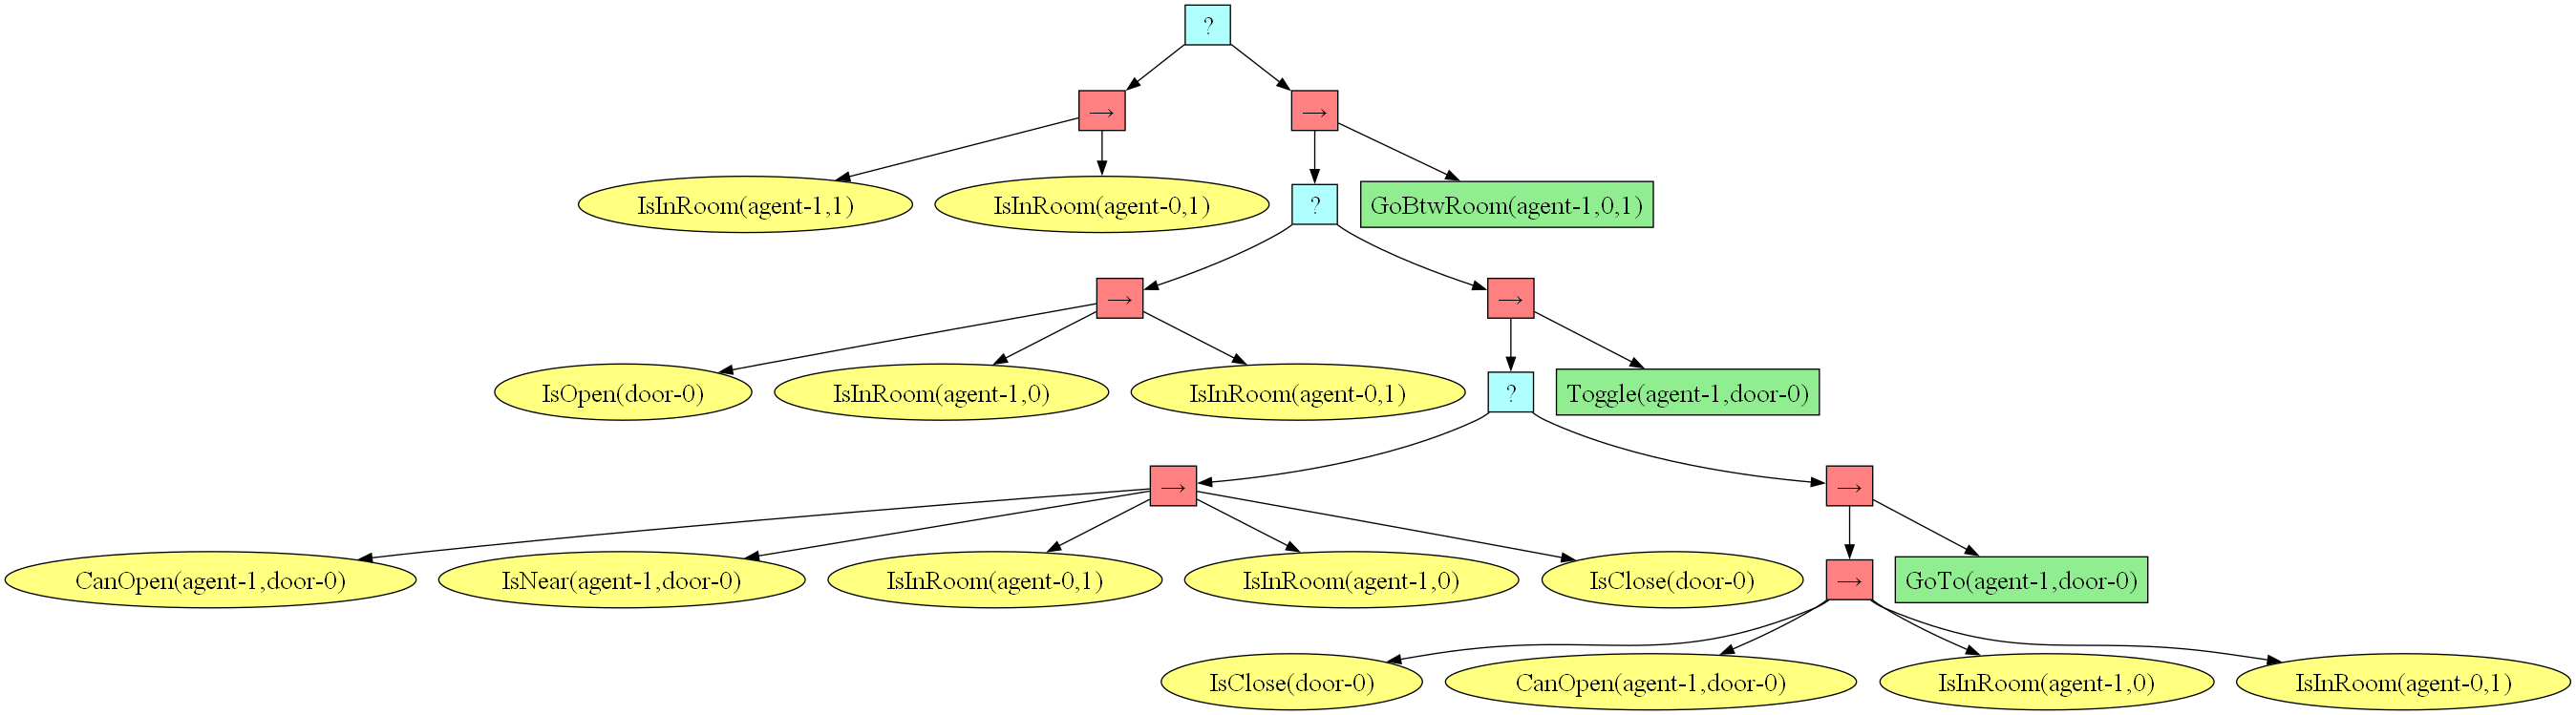 ?
→
→
IsInRoom(agent-1,1)
IsInRoom(agent-0,1)
?
GoBtwRoom(agent-1,0,1)
→
→
IsOpen(door-0)
IsInRoom(agent-1,0)
IsInRoom(agent-0,1)
?
Toggle(agent-1,door-0)
→
→
CanOpen(agent-1,door-0)
IsNear(agent-1,door-0)
IsInRoom(agent-0,1)
IsInRoom(agent-1,0)
IsClose(door-0)
→
GoTo(agent-1,door-0)
IsClose(door-0)
CanOpen(agent-1,door-0)
IsInRoom(agent-1,0)
IsInRoom(agent-0,1)